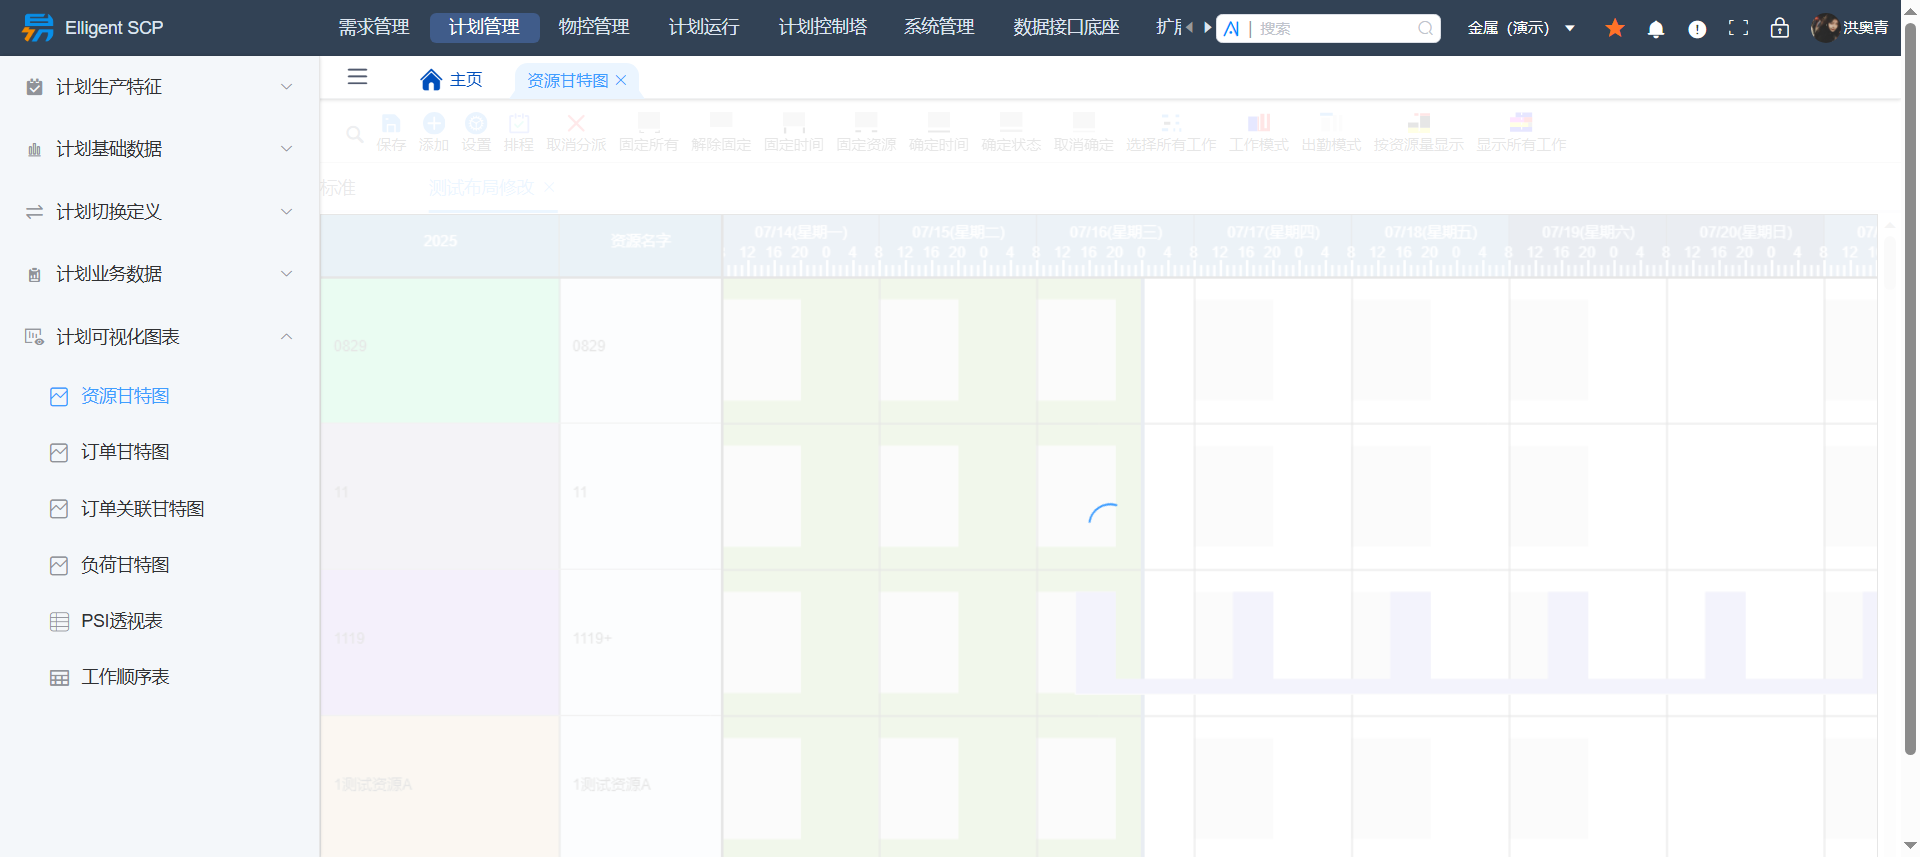 Elligent SCP
需求管理 计划管理 物控管理 计划运行 计划控制塔 系统管理 数据接口底座
搜索
金属（演示）
洪奥青
计划生产特征
计划基础数据
计划切换定义
计划业务数据
计划可视化图表
资源甘特图
订单甘特图
订单关联甘特图
负荷甘特图
PSI透视表
工作顺序表
主页 资源甘特图
保存 添加 设置 排程 取消分派 固定所有 解除固定 固定时间 固定资源 确定时间 确定状态 取消确定 选择所有工作 工作模式 出勤模式 按资源量显示 显示所有工作
标准 测试布局修改
2025 资源名字
07/14(星期一) 07/15(星期二) 07/16(星期三) 07/17(星期四) 07/18(星期五) 07/19(星期六) 07/20(星期日) 07/
12 16 20 0 4 8 12 16 20 0 4 8 12 16 20 0 4 8 12 16 20 0 4 8 12 16 20 0 4 8 12 16 20 0 4 8 12 16 20 0 4 8 12
0829 0829
11 11
1119 1119+
1测试资源A 1测试资源A